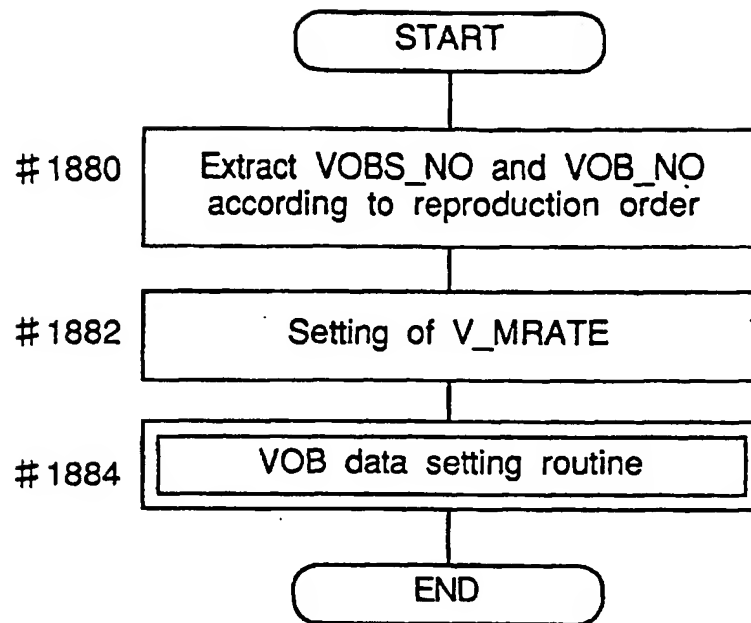 START
#1880
Extract VOBS_NO and VOB_NO
according to reproduction order
#1882
Setting of V_MRATE
#1884
VOB data setting routine
END